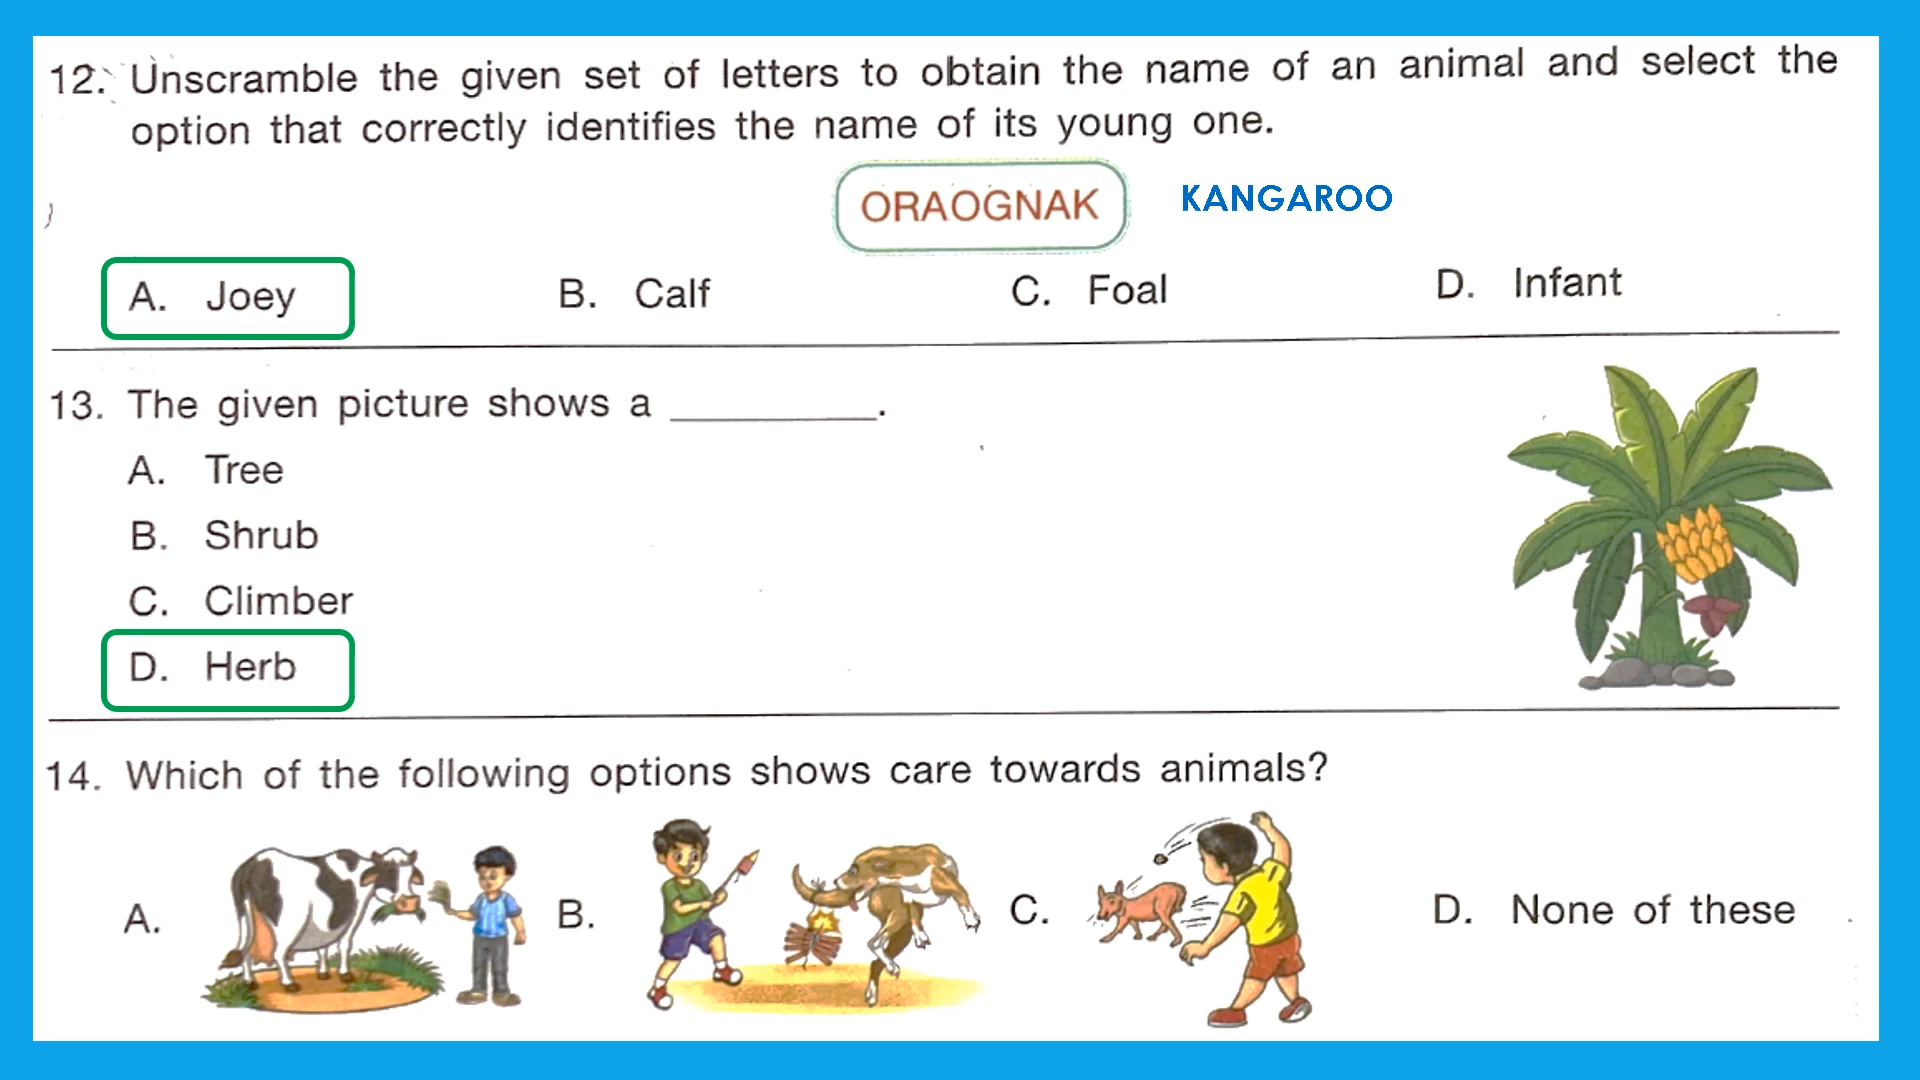 12. Unscramble the given set of letters to obtain the name of an animal and select the
option that correctly identifies the name of its young one.
ORAOGNAK KANGAROO
A. Joey B. Calf C. Foal D. Infant
13. The given picture shows a __________.
A. Tree
B. Shrub
C. Climber
D. Herb
14. Which of the following options shows care towards animals?
A. B. C. D. None of these